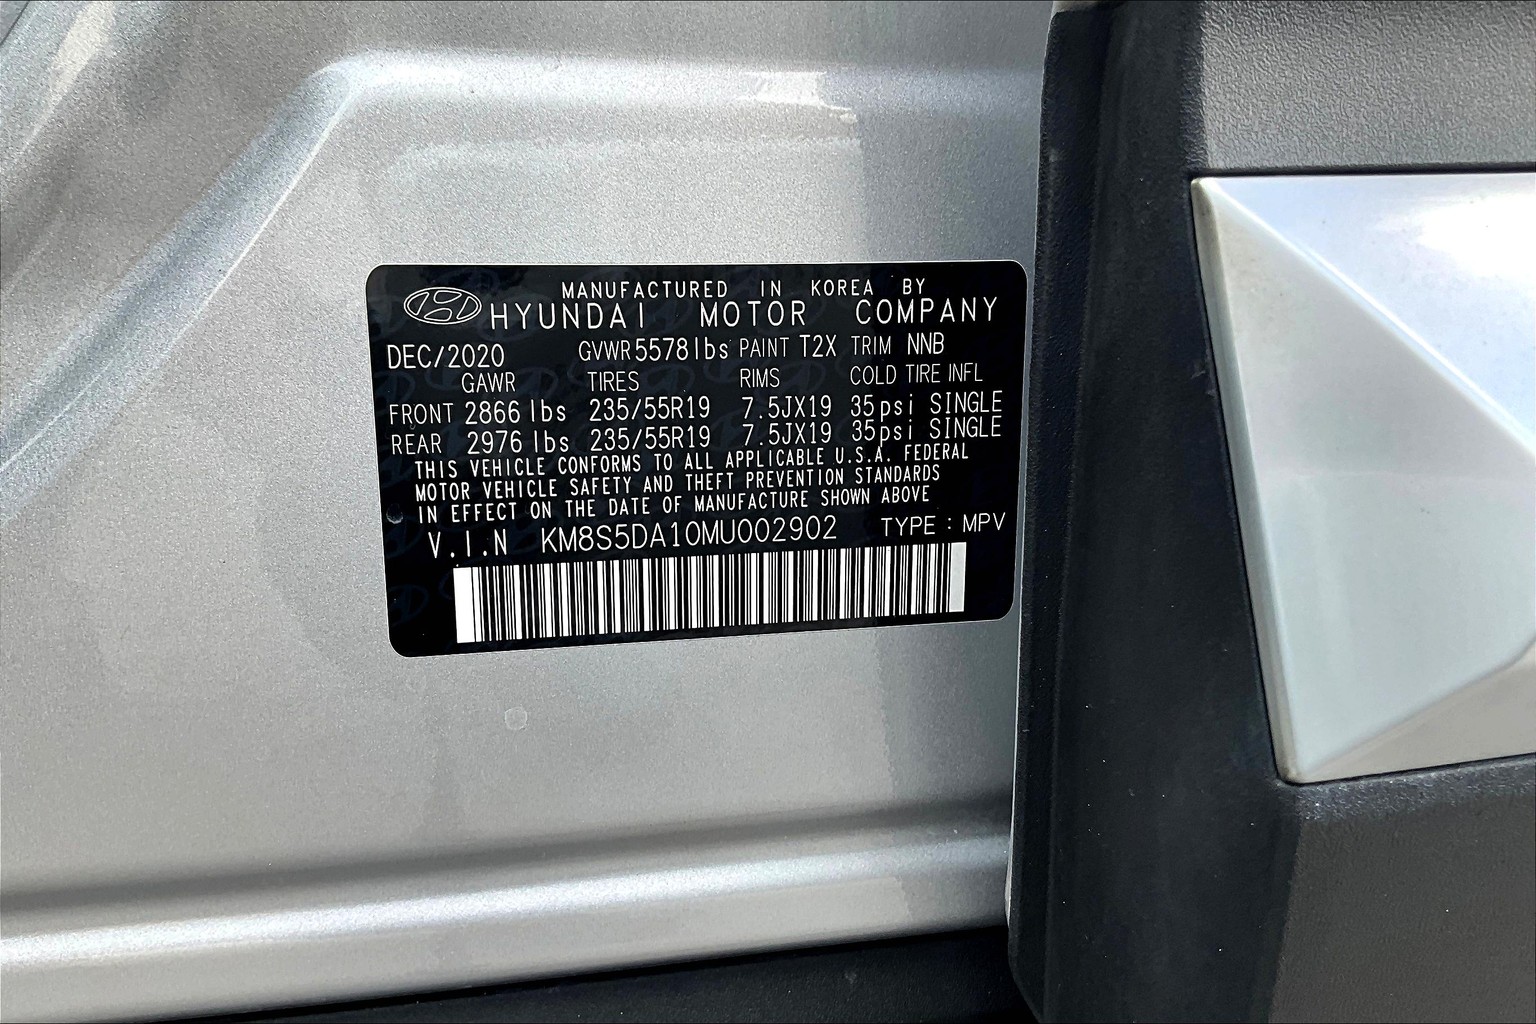 MANUFACTURED IN KOREA BY
HYUNDAI MOTOR COMPANY
DEC/2020 GVWR 5578lbs PAINT T2X TRIM NNB
GAWR TIRES RIMS COLD TIRE INFL
FRONT 2866 lbs 235/55R19 7.5JX19 35psi SINGLE
REAR 2976 lbs 235/55R19 7.5JX19 35psi SINGLE
THIS VEHICLE CONFORMS TO ALL APPLICABLE U.S.A. FEDERAL
MOTOR VEHICLE SAFETY AND THEFT PREVENTION STANDARDS
IN EFFECT ON THE DATE OF MANUFACTURE SHOWN ABOVE
V.I.N KM8S5DA10MU002902 TYPE : MPV